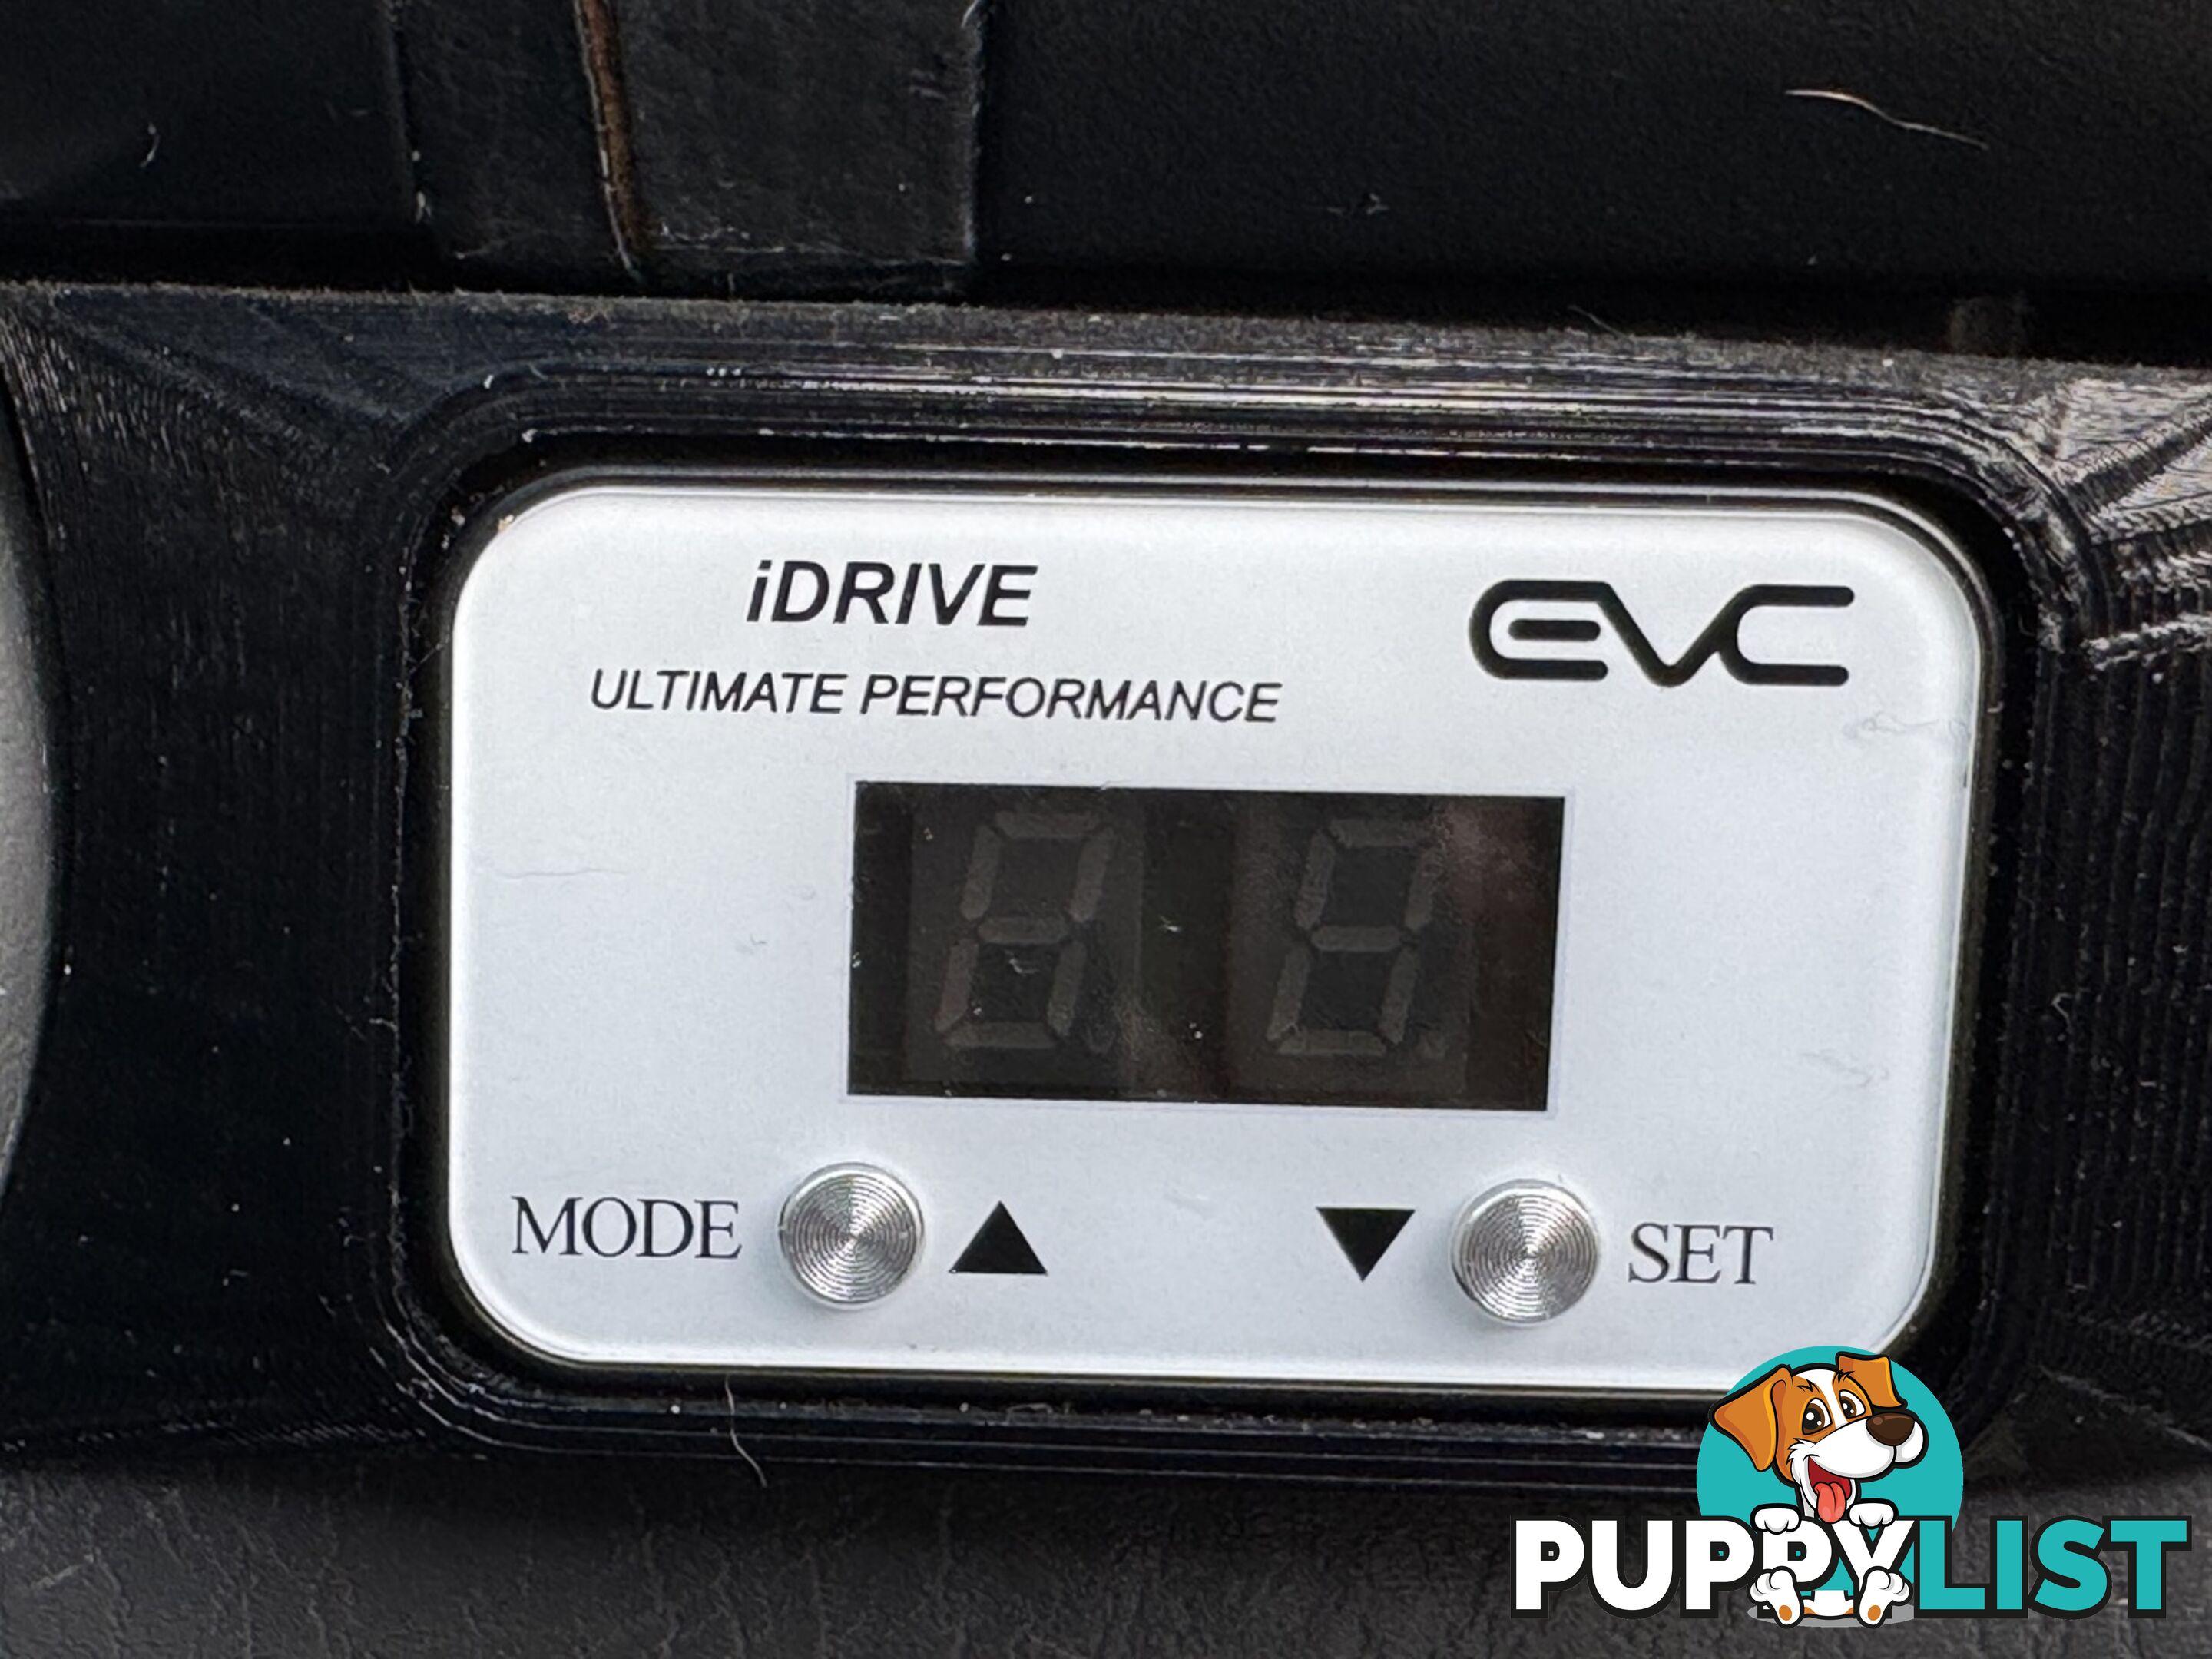 iDRIVE
EVC
ULTIMATE PERFORMANCE
MODE ▲ ▼ SET
PUPPYLIST